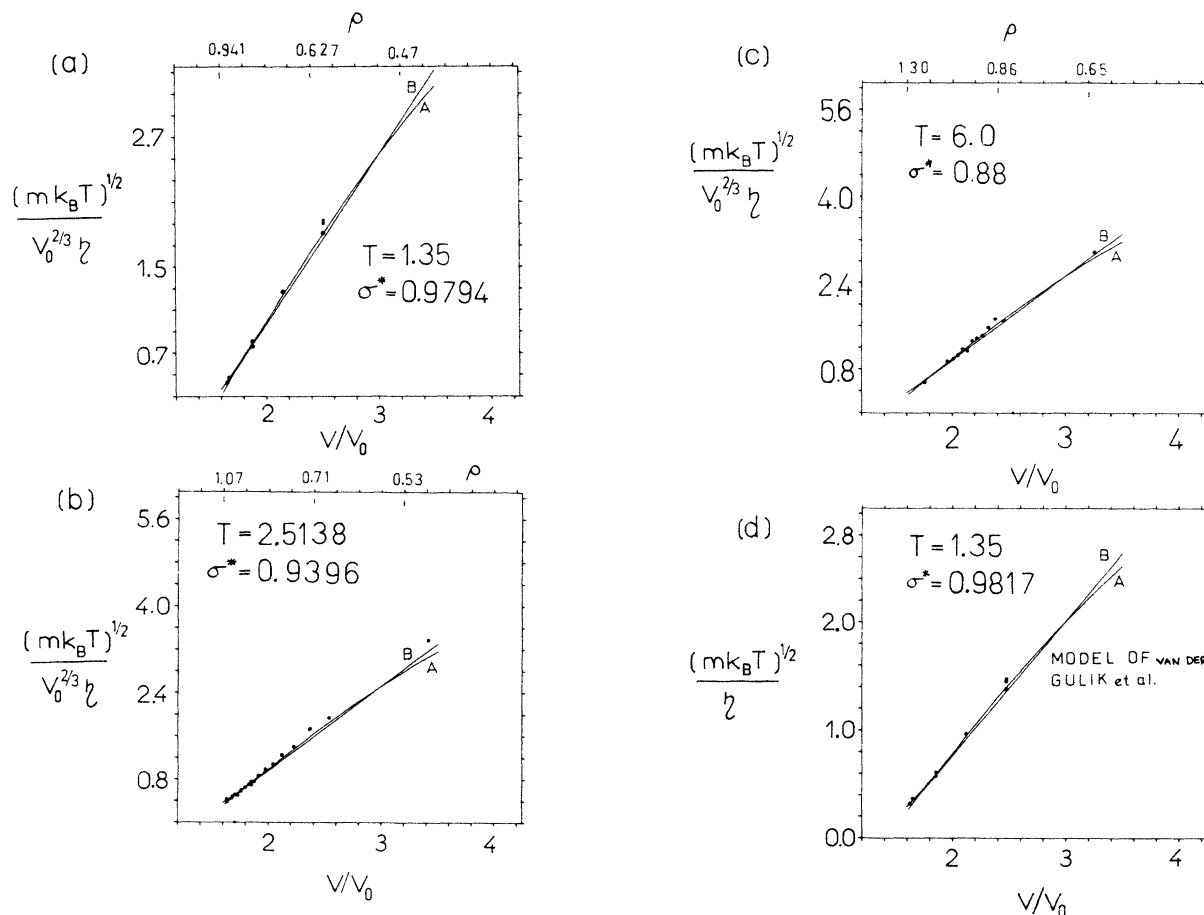 (a)
ρ
0.941 0.627 0.47
B
A
2.7
1.5
0.7
(mk_BT)^{1/2}
V_0^{2/3} η
T = 1.35
σ* = 0.9794
2 3 4
V/V_0
(b)
1.07 0.71 0.53 ρ
5.6
4.0
2.4
0.8
T = 2.5138
σ* = 0.9396
(mk_BT)^{1/2}
V_0^{2/3} η
B
A
2 3 4
V/V_0
(c)
ρ
1.30 0.86 0.65
5.6
4.0
2.4
0.8
T = 6.0
σ* = 0.88
(mk_BT)^{1/2}
V_0^{2/3} η
B
A
2 3 4
V/V_0
(d)
2.8
2.0
1.0
0.0
T = 1.35
σ* = 0.9817
B
A
(mk_BT)^{1/2}
η
MODEL OF VAN DER
GULIK et al.
2 3 4
V/V_0